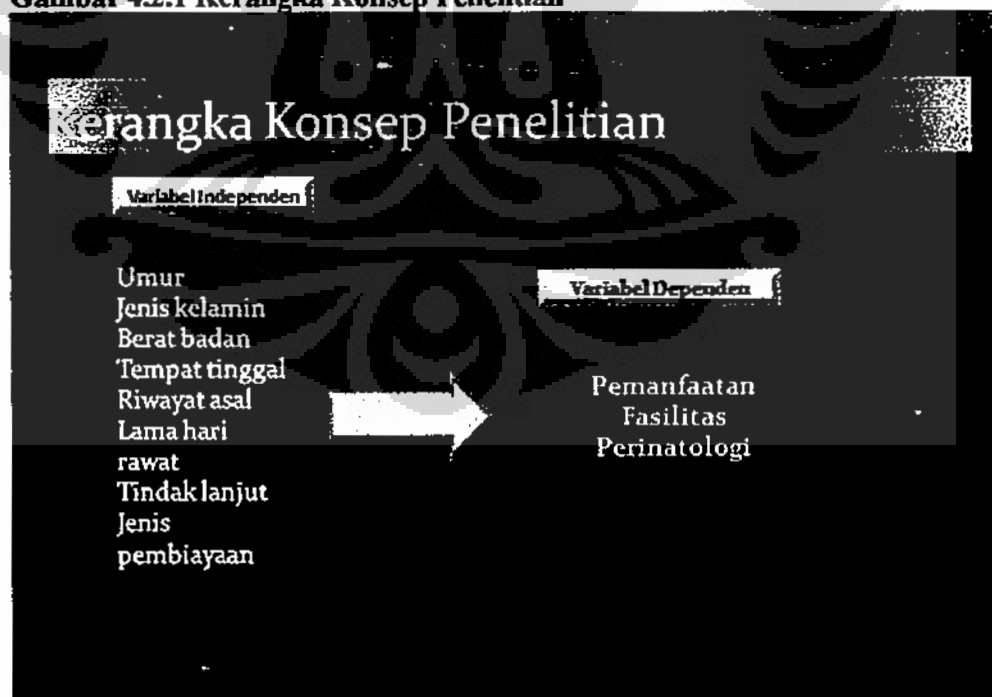 Gambar 4.2.1 Kerangka Konsep Penelitian
Kerangka Konsep Penelitian
Variabel Independen
Umur
Jenis kelamin
Berat badan
Tempat tinggal
Riwayat asal
Lama hari
rawat
Tindak lanjut
Jenis
pembiayaan
Variabel Dependen
Pemanfaatan
Fasilitas
Perinatologi